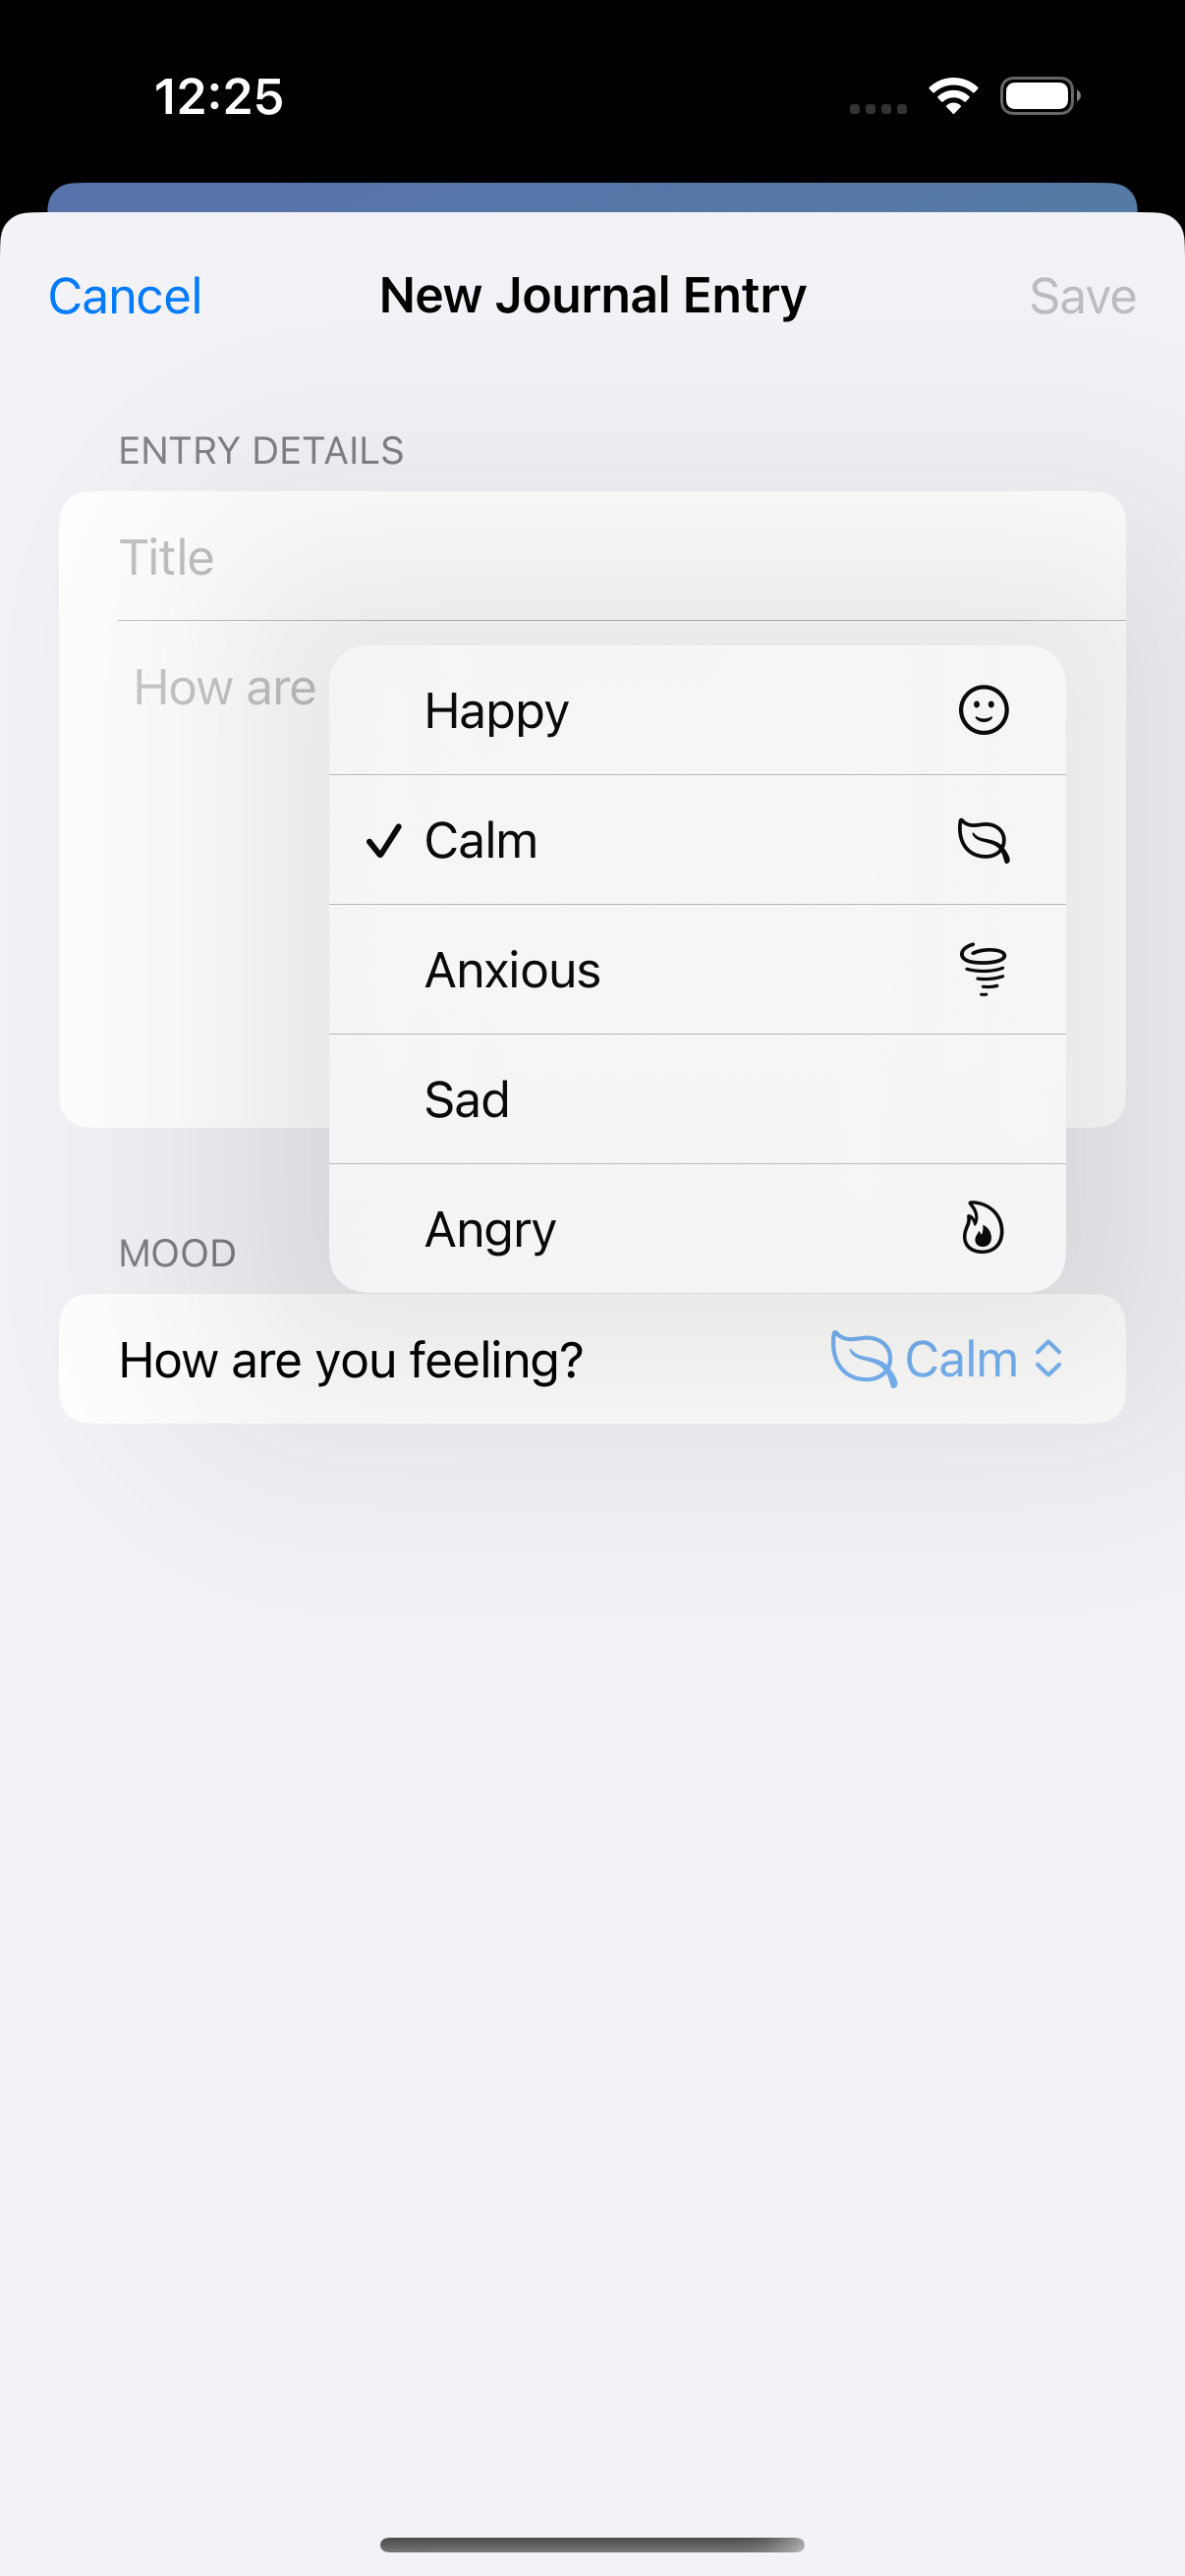 12:25
Cancel New Journal Entry Save
ENTRY DETAILS
Title
How are
Happy
Calm
Anxious
Sad
Angry
MOOD
How are you feeling? Calm